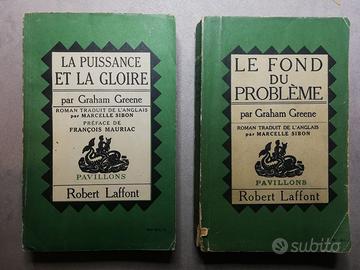 LA PUISSANCE
ET LA GLOIRE
par Graham Greene
ROMAN TRADUIT DE L'ANGLAIS
par MARCELLE SIBON
PRÉFACE DE
FRANÇOIS MAURIAC
PAVILLONS
Robert Laffont
LE FOND
DU
PROBLÈME
par Graham Greene
ROMAN TRADUIT DE L'ANGLAIS
par MARCELLE SIBON
PAVILLONS
Robert Laffont
subito